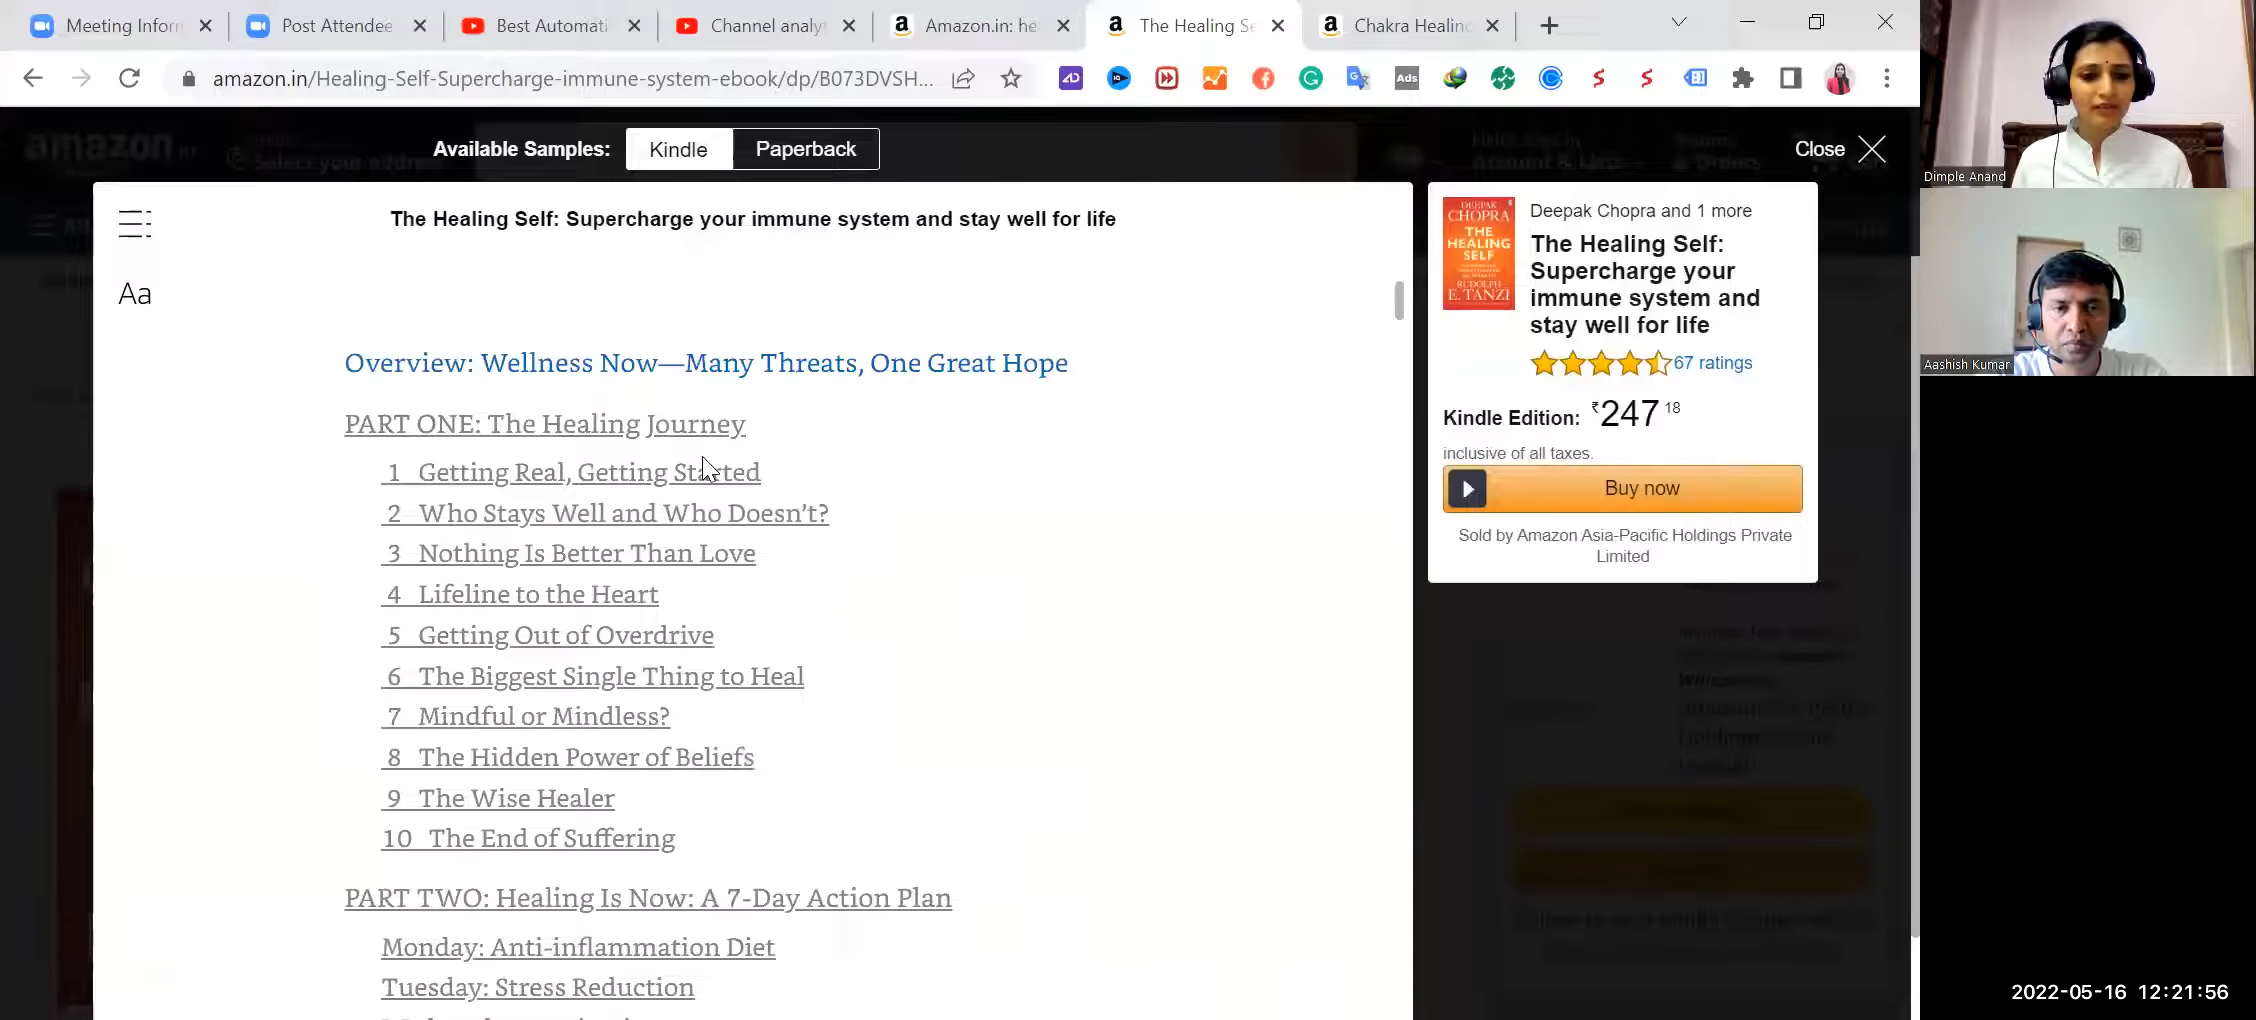 Meeting Inforn
Post Attendee
Best Automati
Channel analy
Amazon.in: he
The Healing Se
Chakra Healing
amazon.in/Healing-Self-Supercharge-immune-system-ebook/dp/B073DVSH...
Ads
amazon
Select your address
Available Samples:
Kindle
Paperback
Close
The Healing Self: Supercharge your immune system and stay well for life
Aa
Overview: Wellness Now—Many Threats, One Great Hope
PART ONE: The Healing Journey
1 Getting Real, Getting Started
2 Who Stays Well and Who Doesn't?
3 Nothing Is Better Than Love
4 Lifeline to the Heart
5 Getting Out of Overdrive
6 The Biggest Single Thing to Heal
7 Mindful or Mindless?
8 The Hidden Power of Beliefs
9 The Wise Healer
10 The End of Suffering
PART TWO: Healing Is Now: A 7-Day Action Plan
Monday: Anti-inflammation Diet
Tuesday: Stress Reduction
DEEPAK
CHOPRA
THE
HEALING
SELF
RUDOLPH
E. TANZI
Deepak Chopra and 1 more
The Healing Self:
Supercharge your
immune system and
stay well for life
67 ratings
Kindle Edition: ₹247 18
inclusive of all taxes.
Buy now
Sold by Amazon Asia-Pacific Holdings Private
Limited
Dimple Anand
Aashish Kumar
2022-05-16 12:21:56